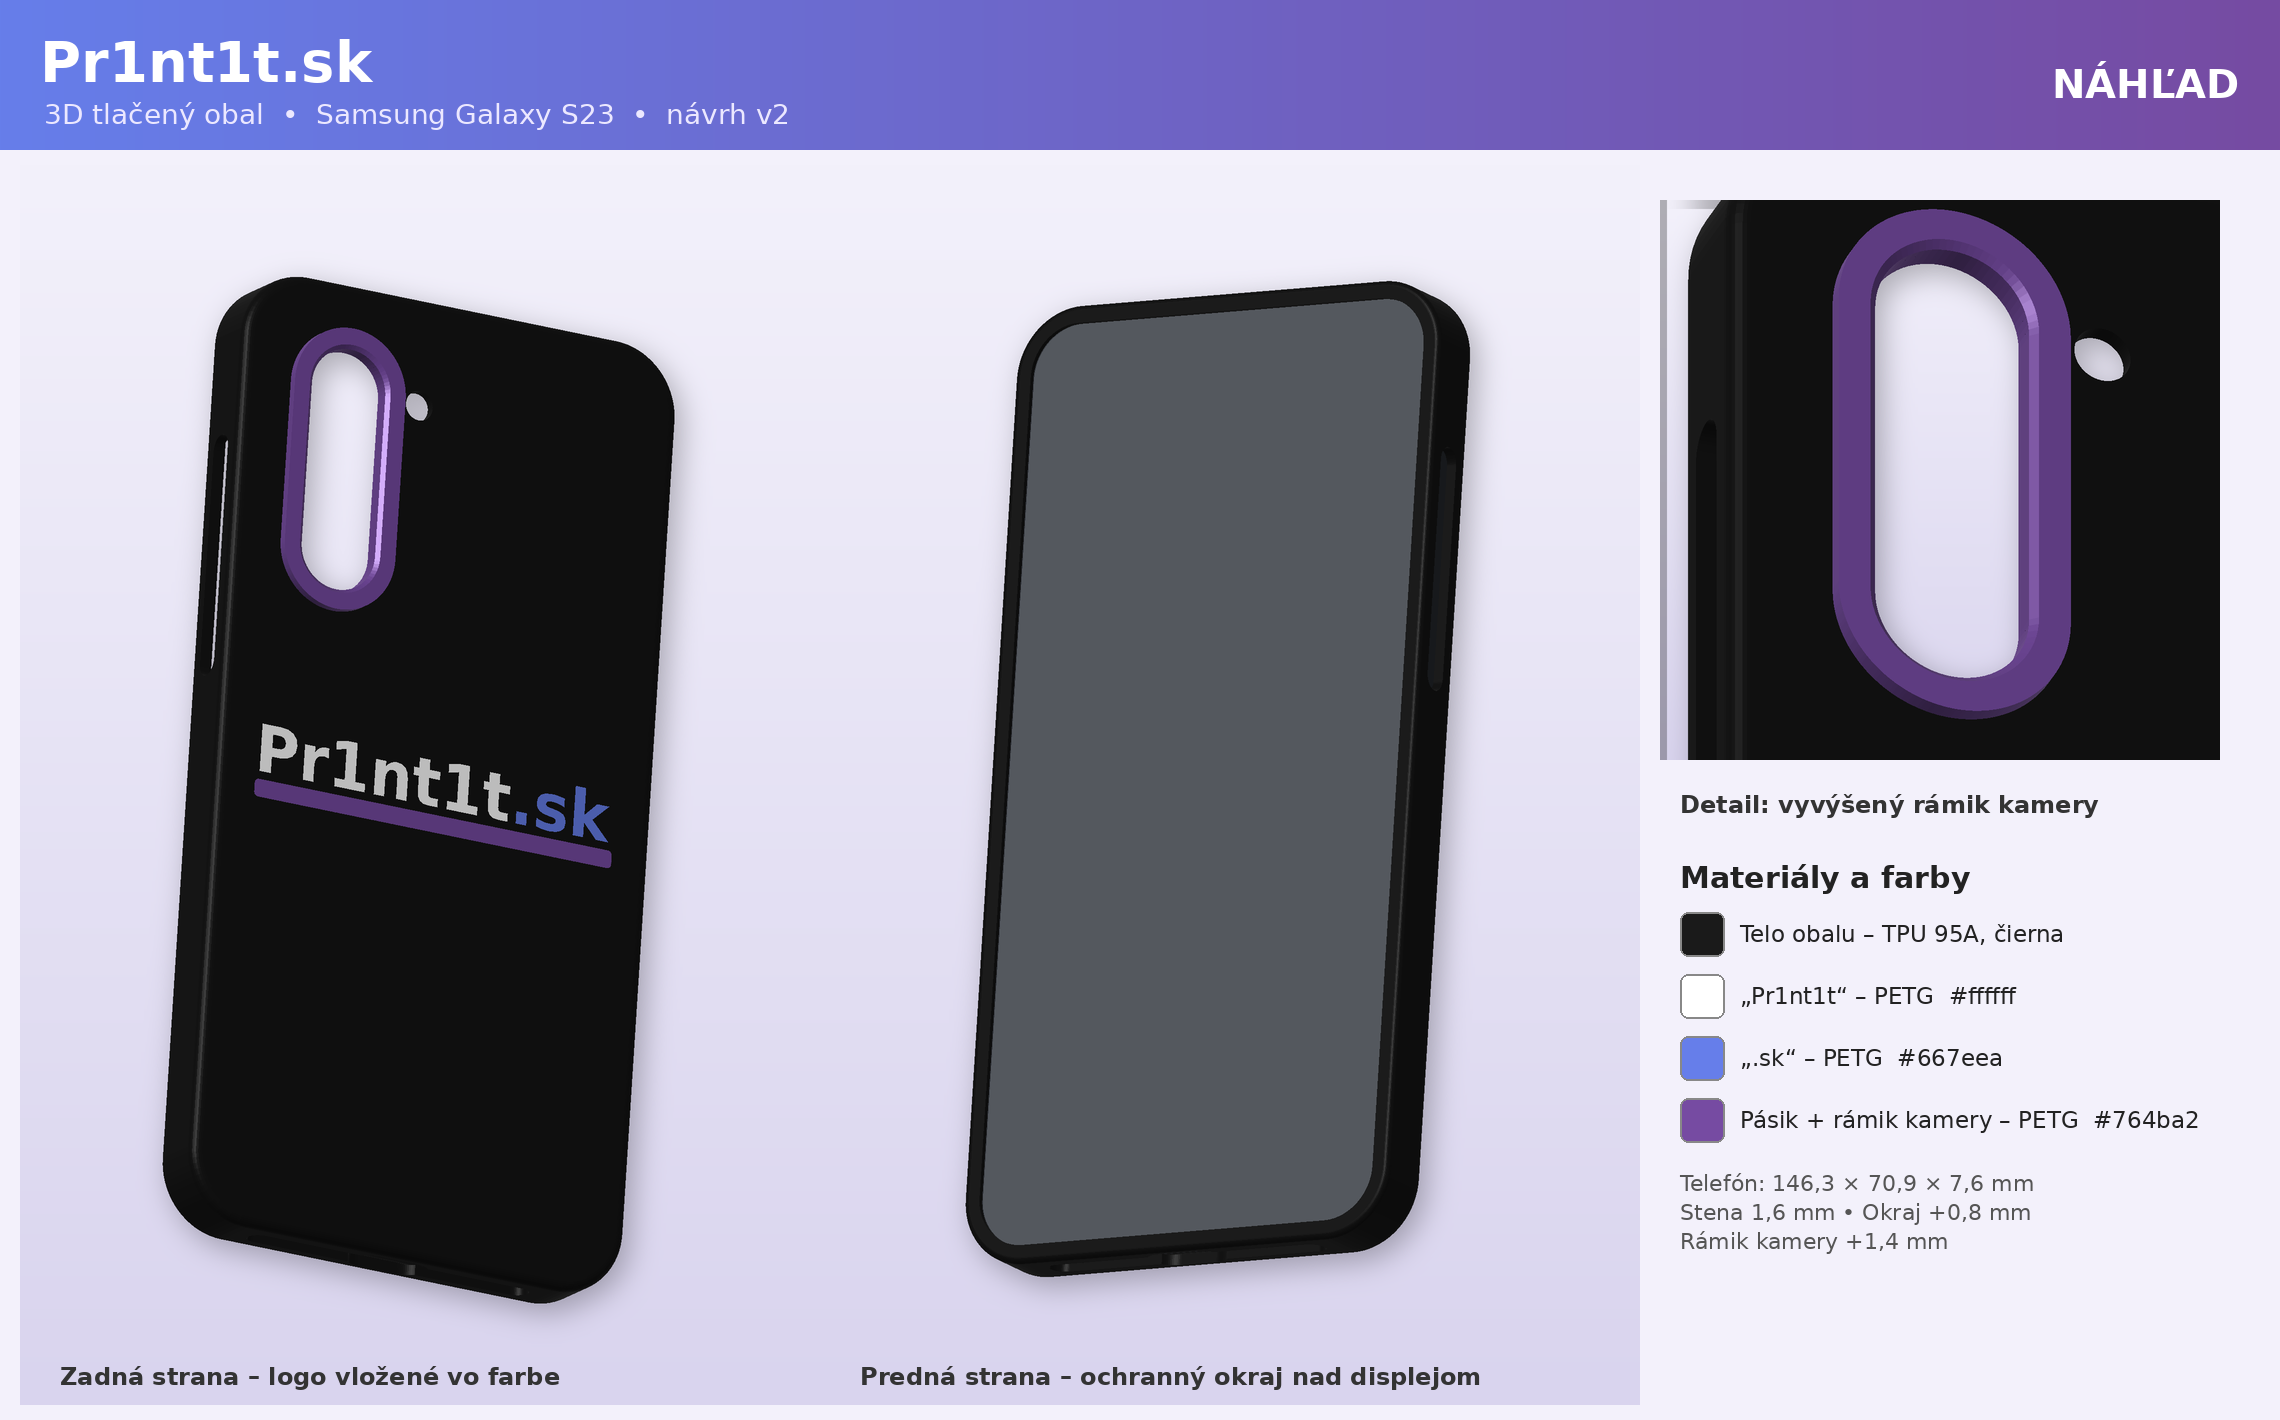 Pr1nt1t.sk
3D tlačený obal • Samsung Galaxy S23 • návrh v2
NÁHĽAD
Pr1nt1t.sk
Zadná strana – logo vložené vo farbe
Predná strana – ochranný okraj nad displejom
Detail: vyvýšený rámik kamery
Materiály a farby
Telo obalu – TPU 95A, čierna
„Pr1nt1t“ – PETG #ffffff
„.sk“ – PETG #667eea
Pásik + rámik kamery – PETG #764ba2
Telefón: 146,3 × 70,9 × 7,6 mm
Stena 1,6 mm • Okraj +0,8 mm
Rámik kamery +1,4 mm